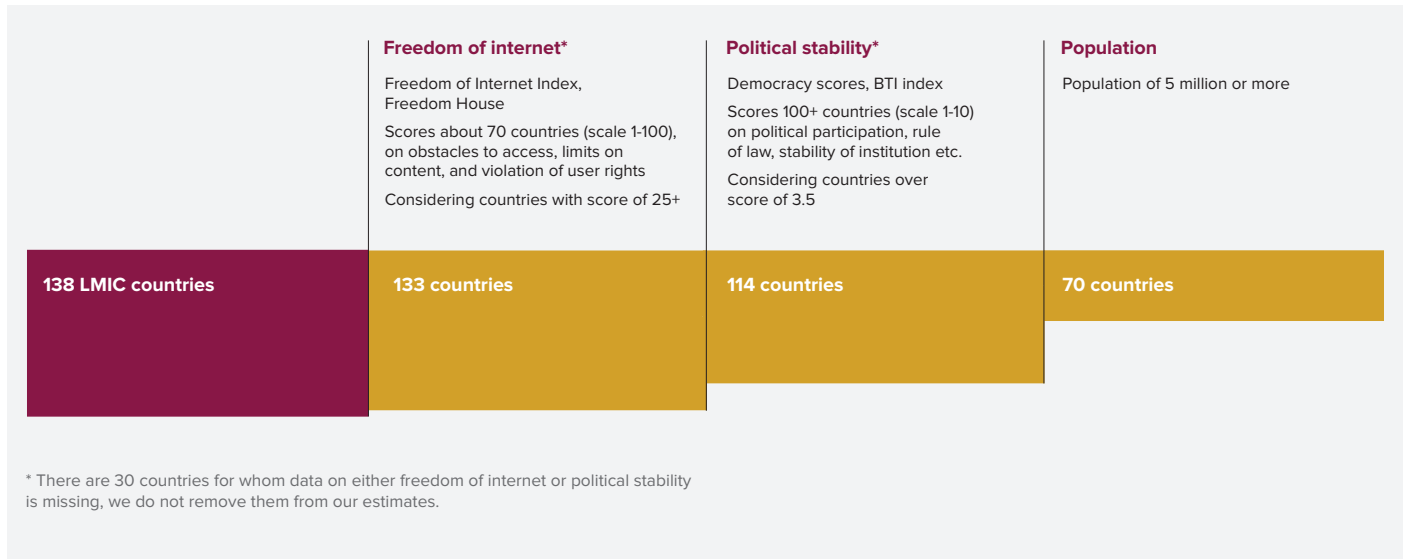 Freedom of internet*
Freedom of Internet Index,
Freedom House
Scores about 70 countries (scale 1-100),
on obstacles to access, limits on
content, and violation of user rights
Considering countries with score of 25+
Political stability*
Democracy scores, BTI index
Scores 100+ countries (scale 1-10)
on political participation, rule
of law, stability of institution etc.
Considering countries over
score of 3.5
Population
Population of 5 million or more
138 LMIC countries
133 countries
114 countries
70 countries
* There are 30 countries for whom data on either freedom of internet or political stability
is missing, we do not remove them from our estimates.